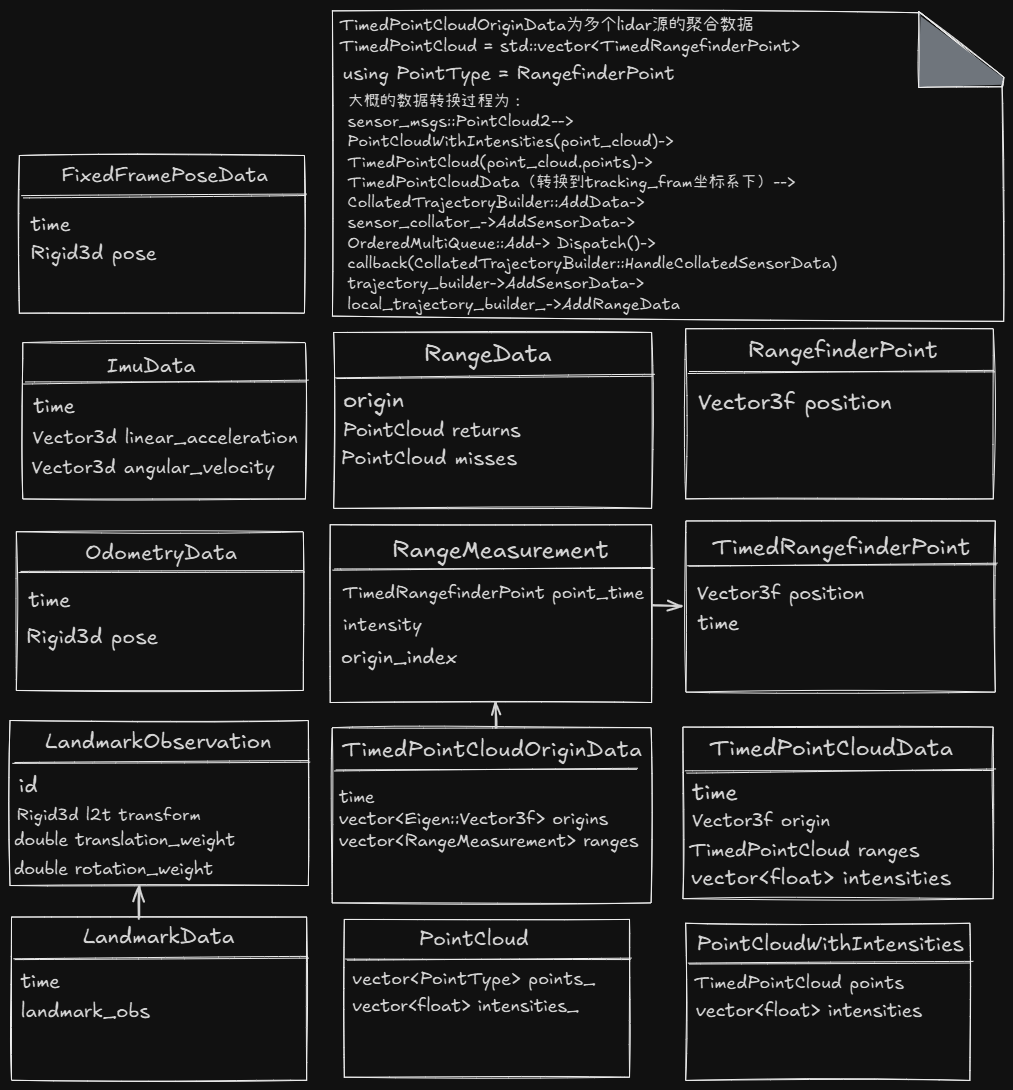 TimedPointCloudOriginData为多个lidar源的聚合数据
TimedPointCloud = std::vector<TimedRangefinderPoint>
using PointType = RangefinderPoint
大概的数据转换过程为：
sensor_msgs::PointCloud2-->
PointCloudWithIntensities(point_cloud)->
TimedPointCloud(point_cloud.points)->
TimedPointCloudData（转换到tracking_fram坐标系下）-->
CollatedTrajectoryBuilder::AddData->
sensor_collator_->AddSensorData->
OrderedMultiQueue::Add-> Dispatch()->
callback(CollatedTrajectoryBuilder::HandleCollatedSensorData)
trajectory_builder->AddSensorData->
local_trajectory_builder_->AddRangeData
FixedFramePoseData
time
Rigid3d pose
ImuData
time
Vector3d linear_acceleration
Vector3d angular_velocity
RangeData
origin
PointCloud returns
PointCloud misses
RangefinderPoint
Vector3f position
OdometryData
time
Rigid3d pose
RangeMeasurement
TimedRangefinderPoint point_time
intensity
origin_index
TimedRangefinderPoint
Vector3f position
time
LandmarkObservation
id
Rigid3d l2t transform
double translation_weight
double rotation_weight
TimedPointCloudOriginData
time
vector<Eigen::Vector3f> origins
vector<RangeMeasurement> ranges
TimedPointCloudData
time
Vector3f origin
TimedPointCloud ranges
vector<float> intensities
LandmarkData
time
landmark_obs
PointCloud
vector<PointType> points_
vector<float> intensities_
PointCloudWithIntensities
TimedPointCloud points
vector<float> intensities